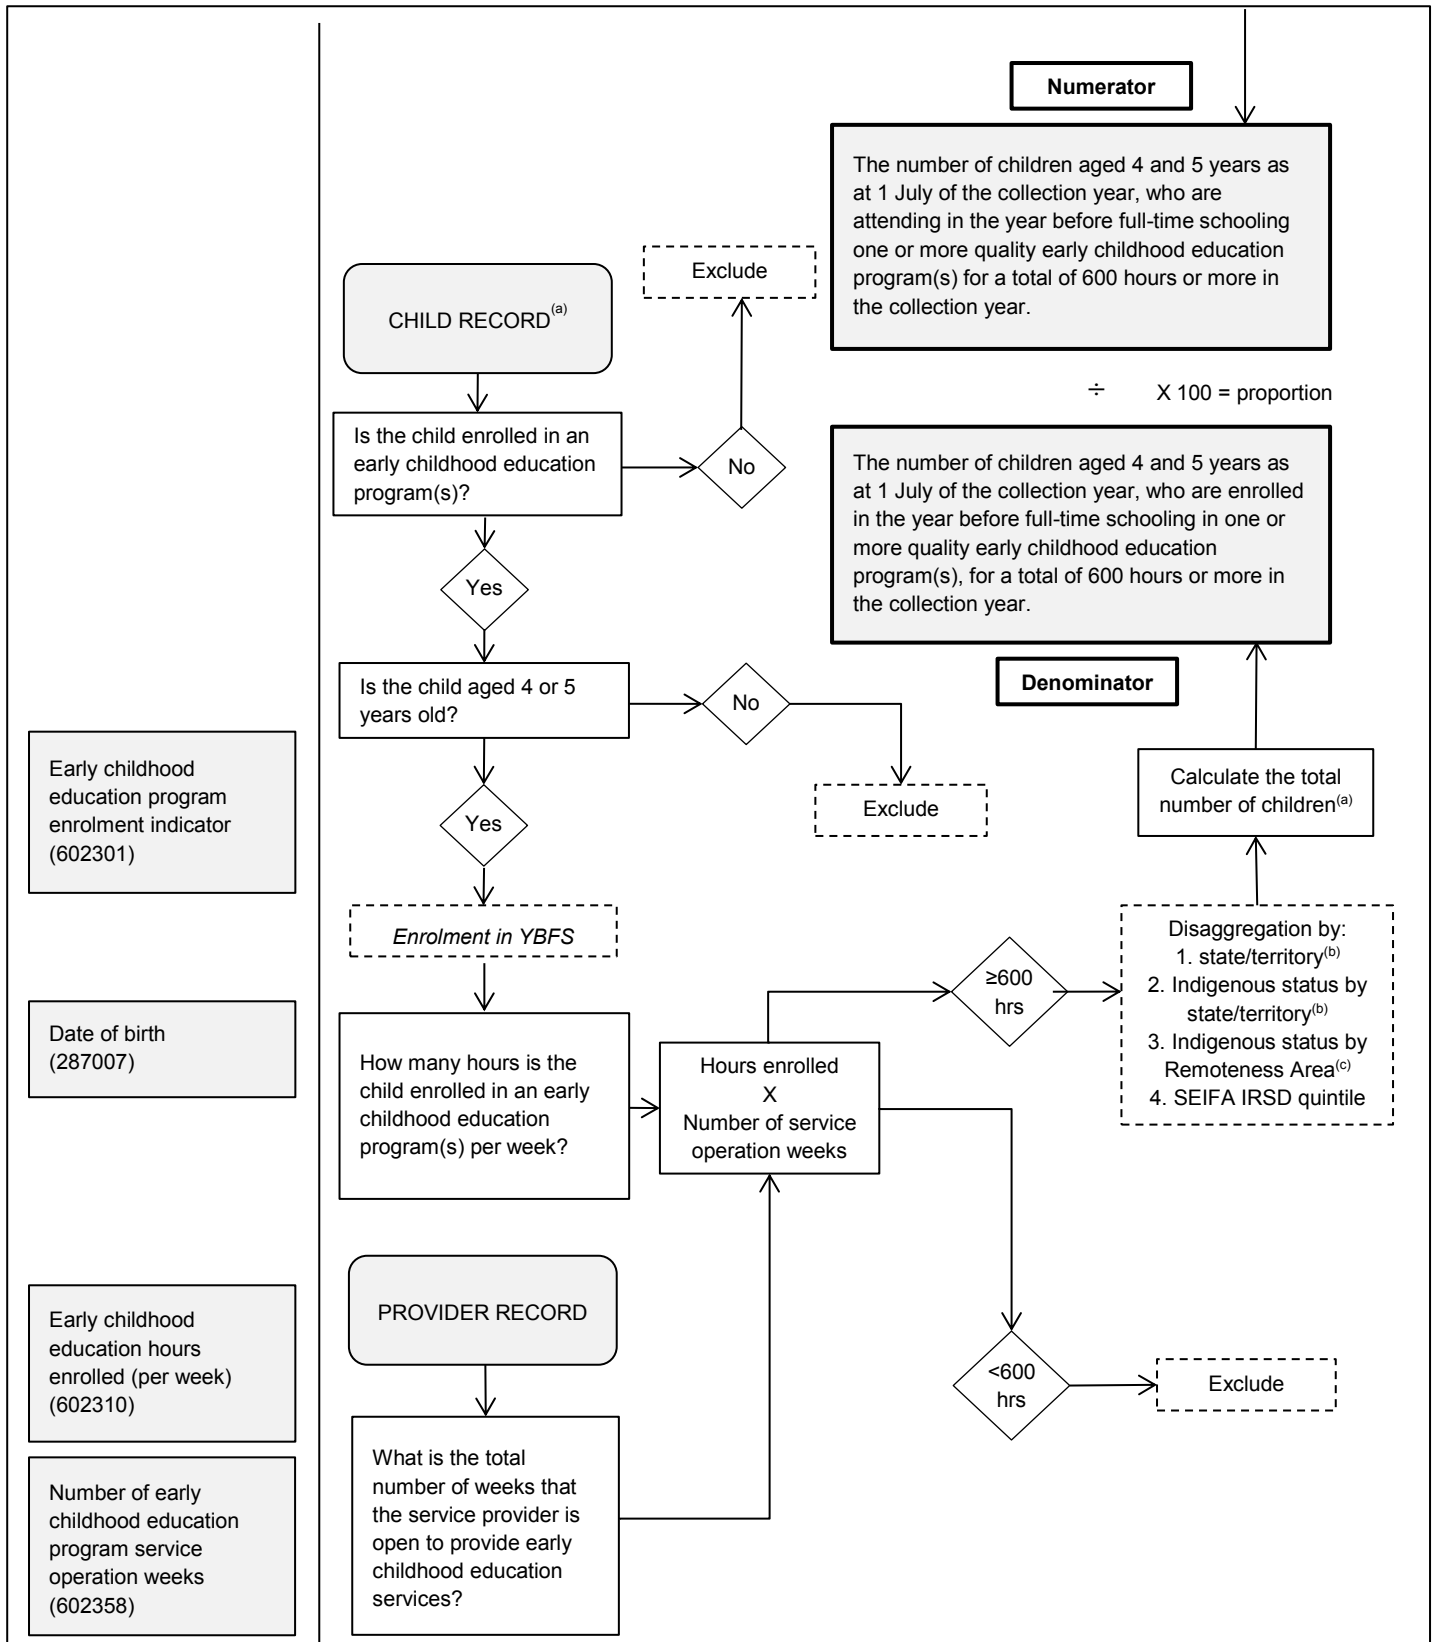 Numerator
The number of children aged 4 and 5 years as
at 1 July of the collection year, who are
attending in the year before full-time schooling
one or more quality early childhood education
program(s) for a total of 600 hours or more in
the collection year.
÷ X 100 = proportion
The number of children aged 4 and 5 years as
at 1 July of the collection year, who are enrolled
in the year before full-time schooling in one or
more quality early childhood education
program(s), for a total of 600 hours or more in
the collection year.
Denominator
CHILD RECORD(a)
Exclude
Is the child enrolled in an
early childhood education
program(s)?
No
Yes
Is the child aged 4 or 5
years old?
No
Exclude
Yes
Enrolment in YBFS
Calculate the total
number of children(a)
Early childhood
education program
enrolment indicator
(602301)
Date of birth
(287007)
How many hours is the
child enrolled in an early
childhood education
program(s) per week?
Hours enrolled
X
Number of service
operation weeks
≥600
hrs
Disaggregation by:
1. state/territory(b)
2. Indigenous status by
state/territory(b)
3. Indigenous status by
Remoteness Area(c)
4. SEIFA IRSD quintile
Early childhood
education hours
enrolled (per week)
(602310)
PROVIDER RECORD
<600
hrs
Exclude
Number of early
childhood education
program service
operation weeks
(602358)
What is the total
number of weeks that
the service provider is
open to provide early
childhood education
services?